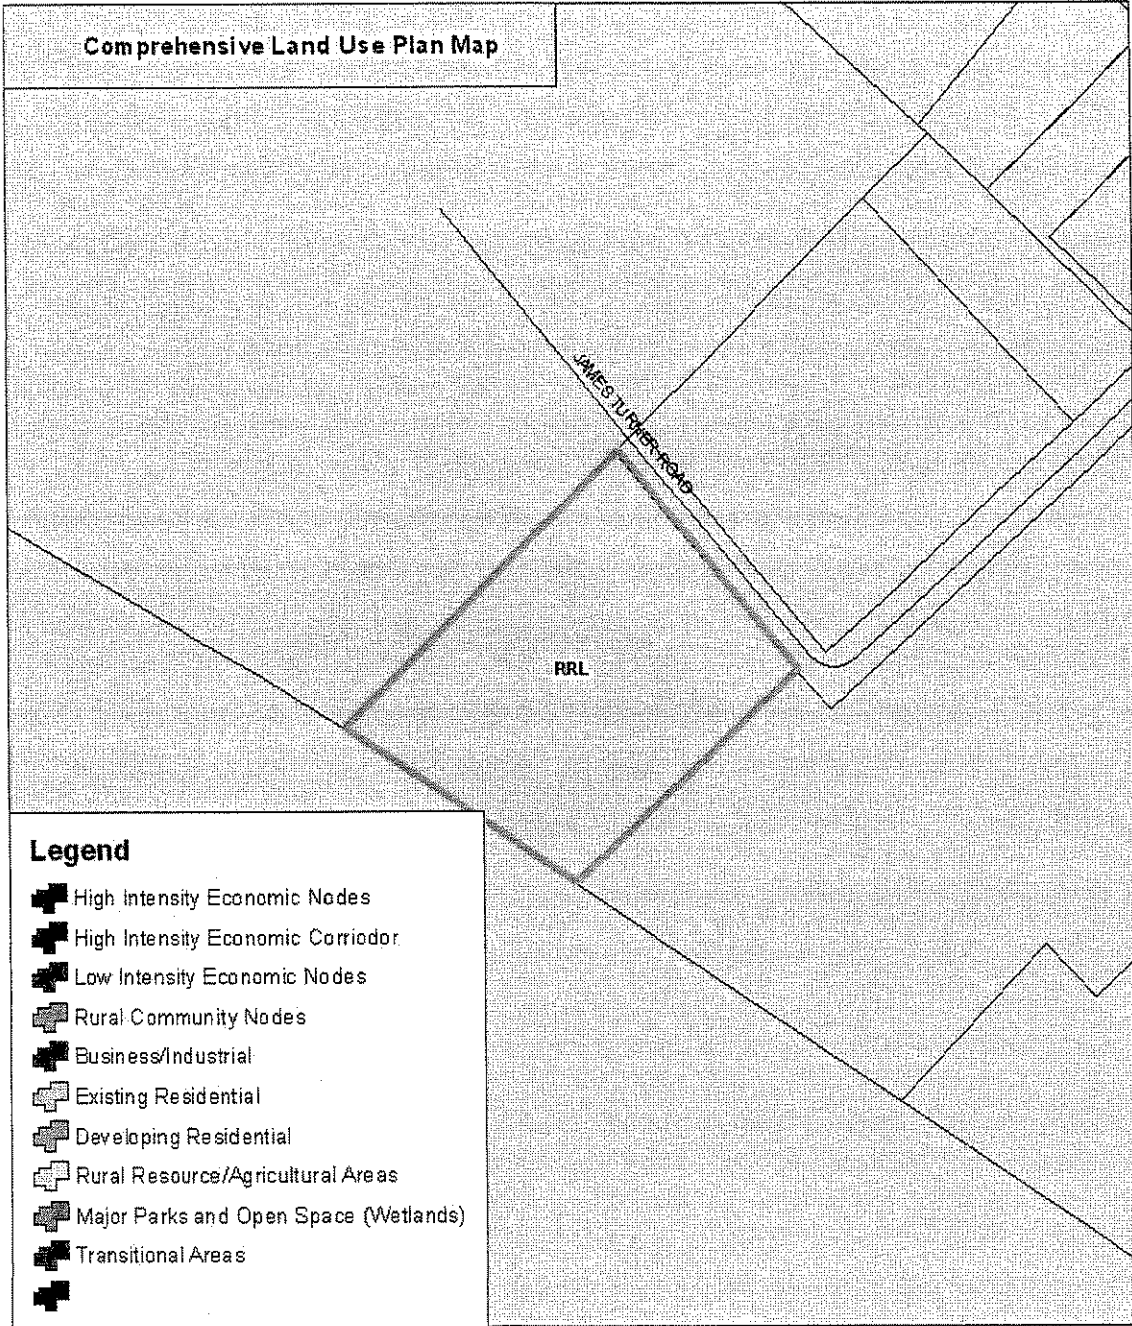 Comprehensive Land Use Plan Map
JAMES TURNER ROAD
RRL
Legend
High Intensity Economic Nodes
High Intensity Economic Corriodor
Low Intensity Economic Nodes
Rural Community Nodes
Business/Industrial
Existing Residential
Developing Residential
Rural Resource/Agricultural Areas
Major Parks and Open Space (Wetlands)
Transitional Areas